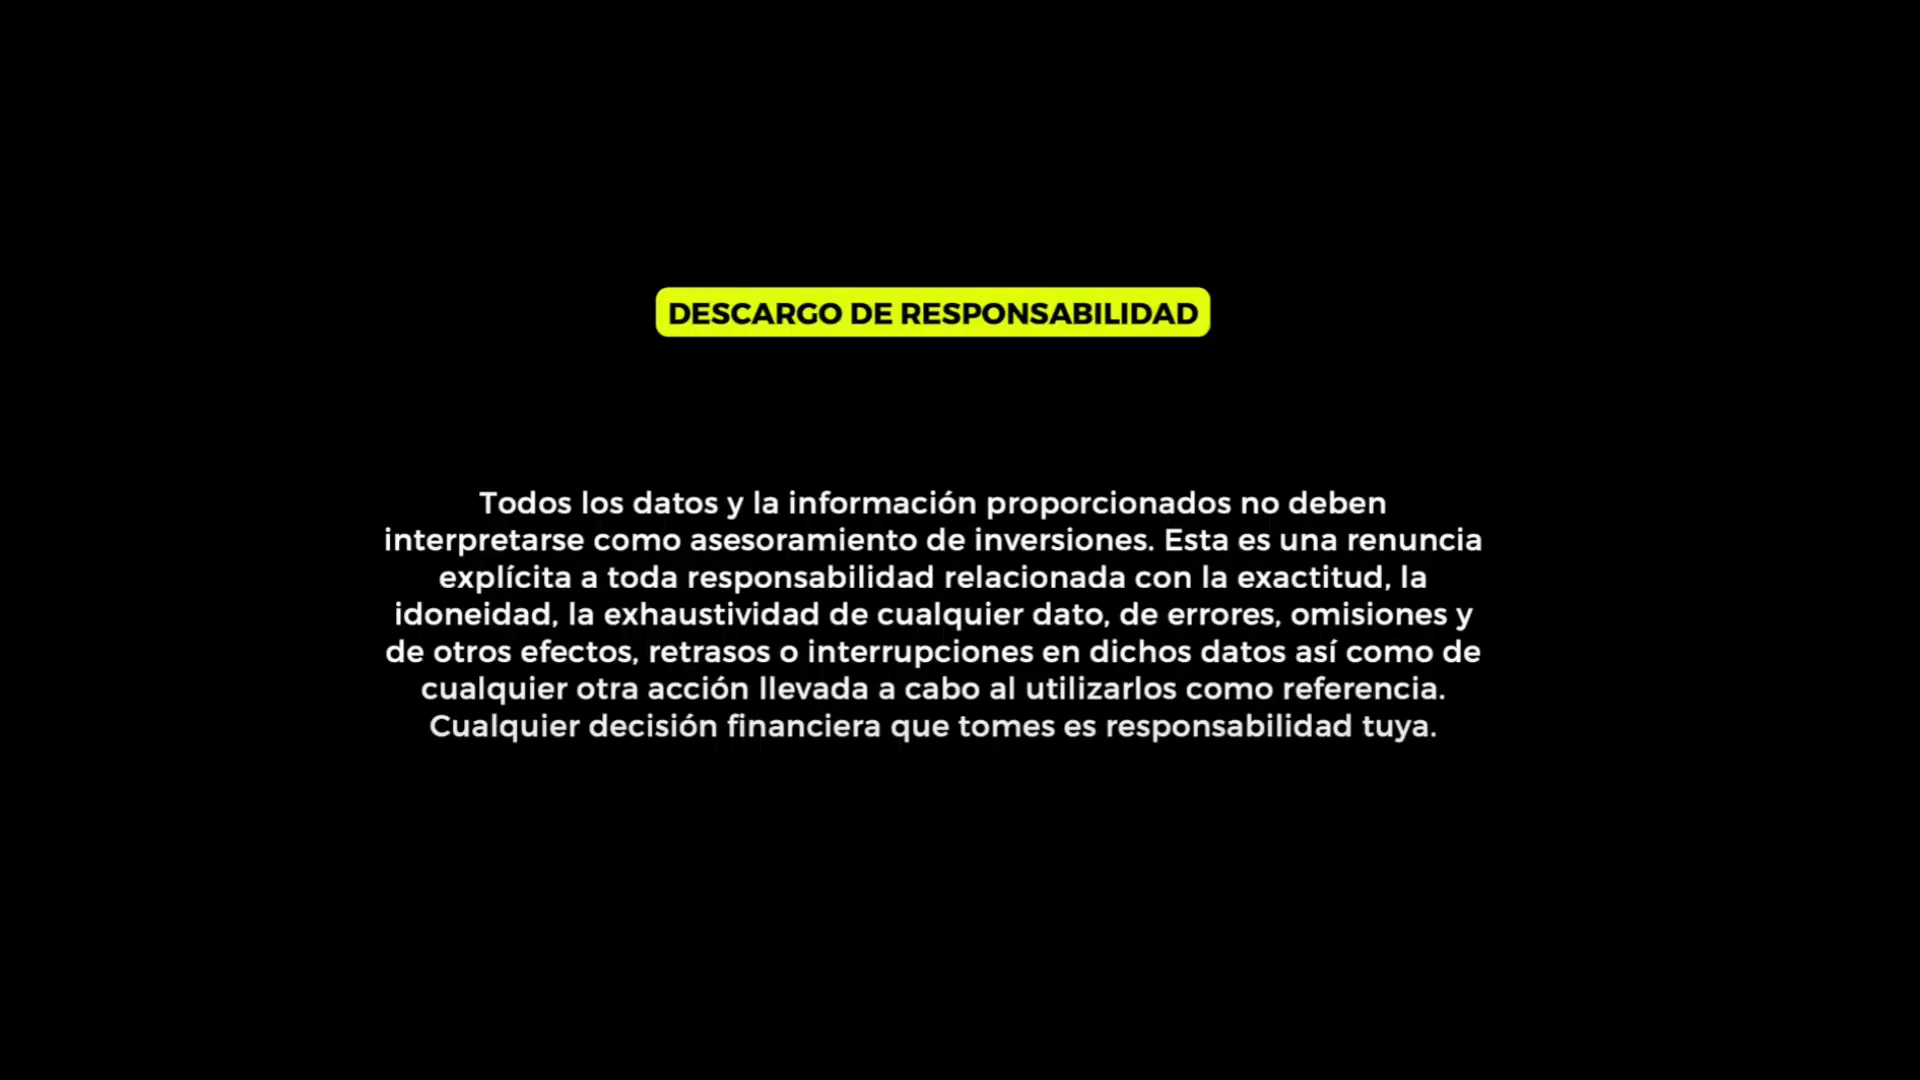 DESCARGO DE RESPONSABILIDAD
Todos los datos y la información proporcionados no deben
interpretarse como asesoramiento de inversiones. Esta es una renuncia
explícita a toda responsabilidad relacionada con la exactitud, la
idoneidad, la exhaustividad de cualquier dato, de errores, omisiones y
de otros efectos, retrasos o interrupciones en dichos datos así como de
cualquier otra acción llevada a cabo al utilizarlos como referencia.
Cualquier decisión financiera que tomes es responsabilidad tuya.